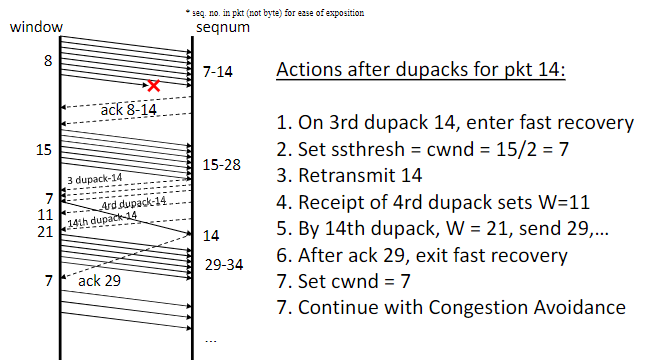 * seq. no. in pkt (not byte) for ease of exposition
window
seqnum
8
7-14
ack 8-14
15
15-28
3 dupack-14
7
4rd dupack-14
11
14th dupack-14
21
14
29-34
7
ack 29
...
Actions after dupacks for pkt 14:
1. On 3rd dupack 14, enter fast recovery
2. Set ssthresh = cwnd = 15/2 = 7
3. Retransmit 14
4. Receipt of 4rd dupack sets W=11
5. By 14th dupack, W = 21, send 29,...
6. After ack 29, exit fast recovery
7. Set cwnd = 7
7. Continue with Congestion Avoidance